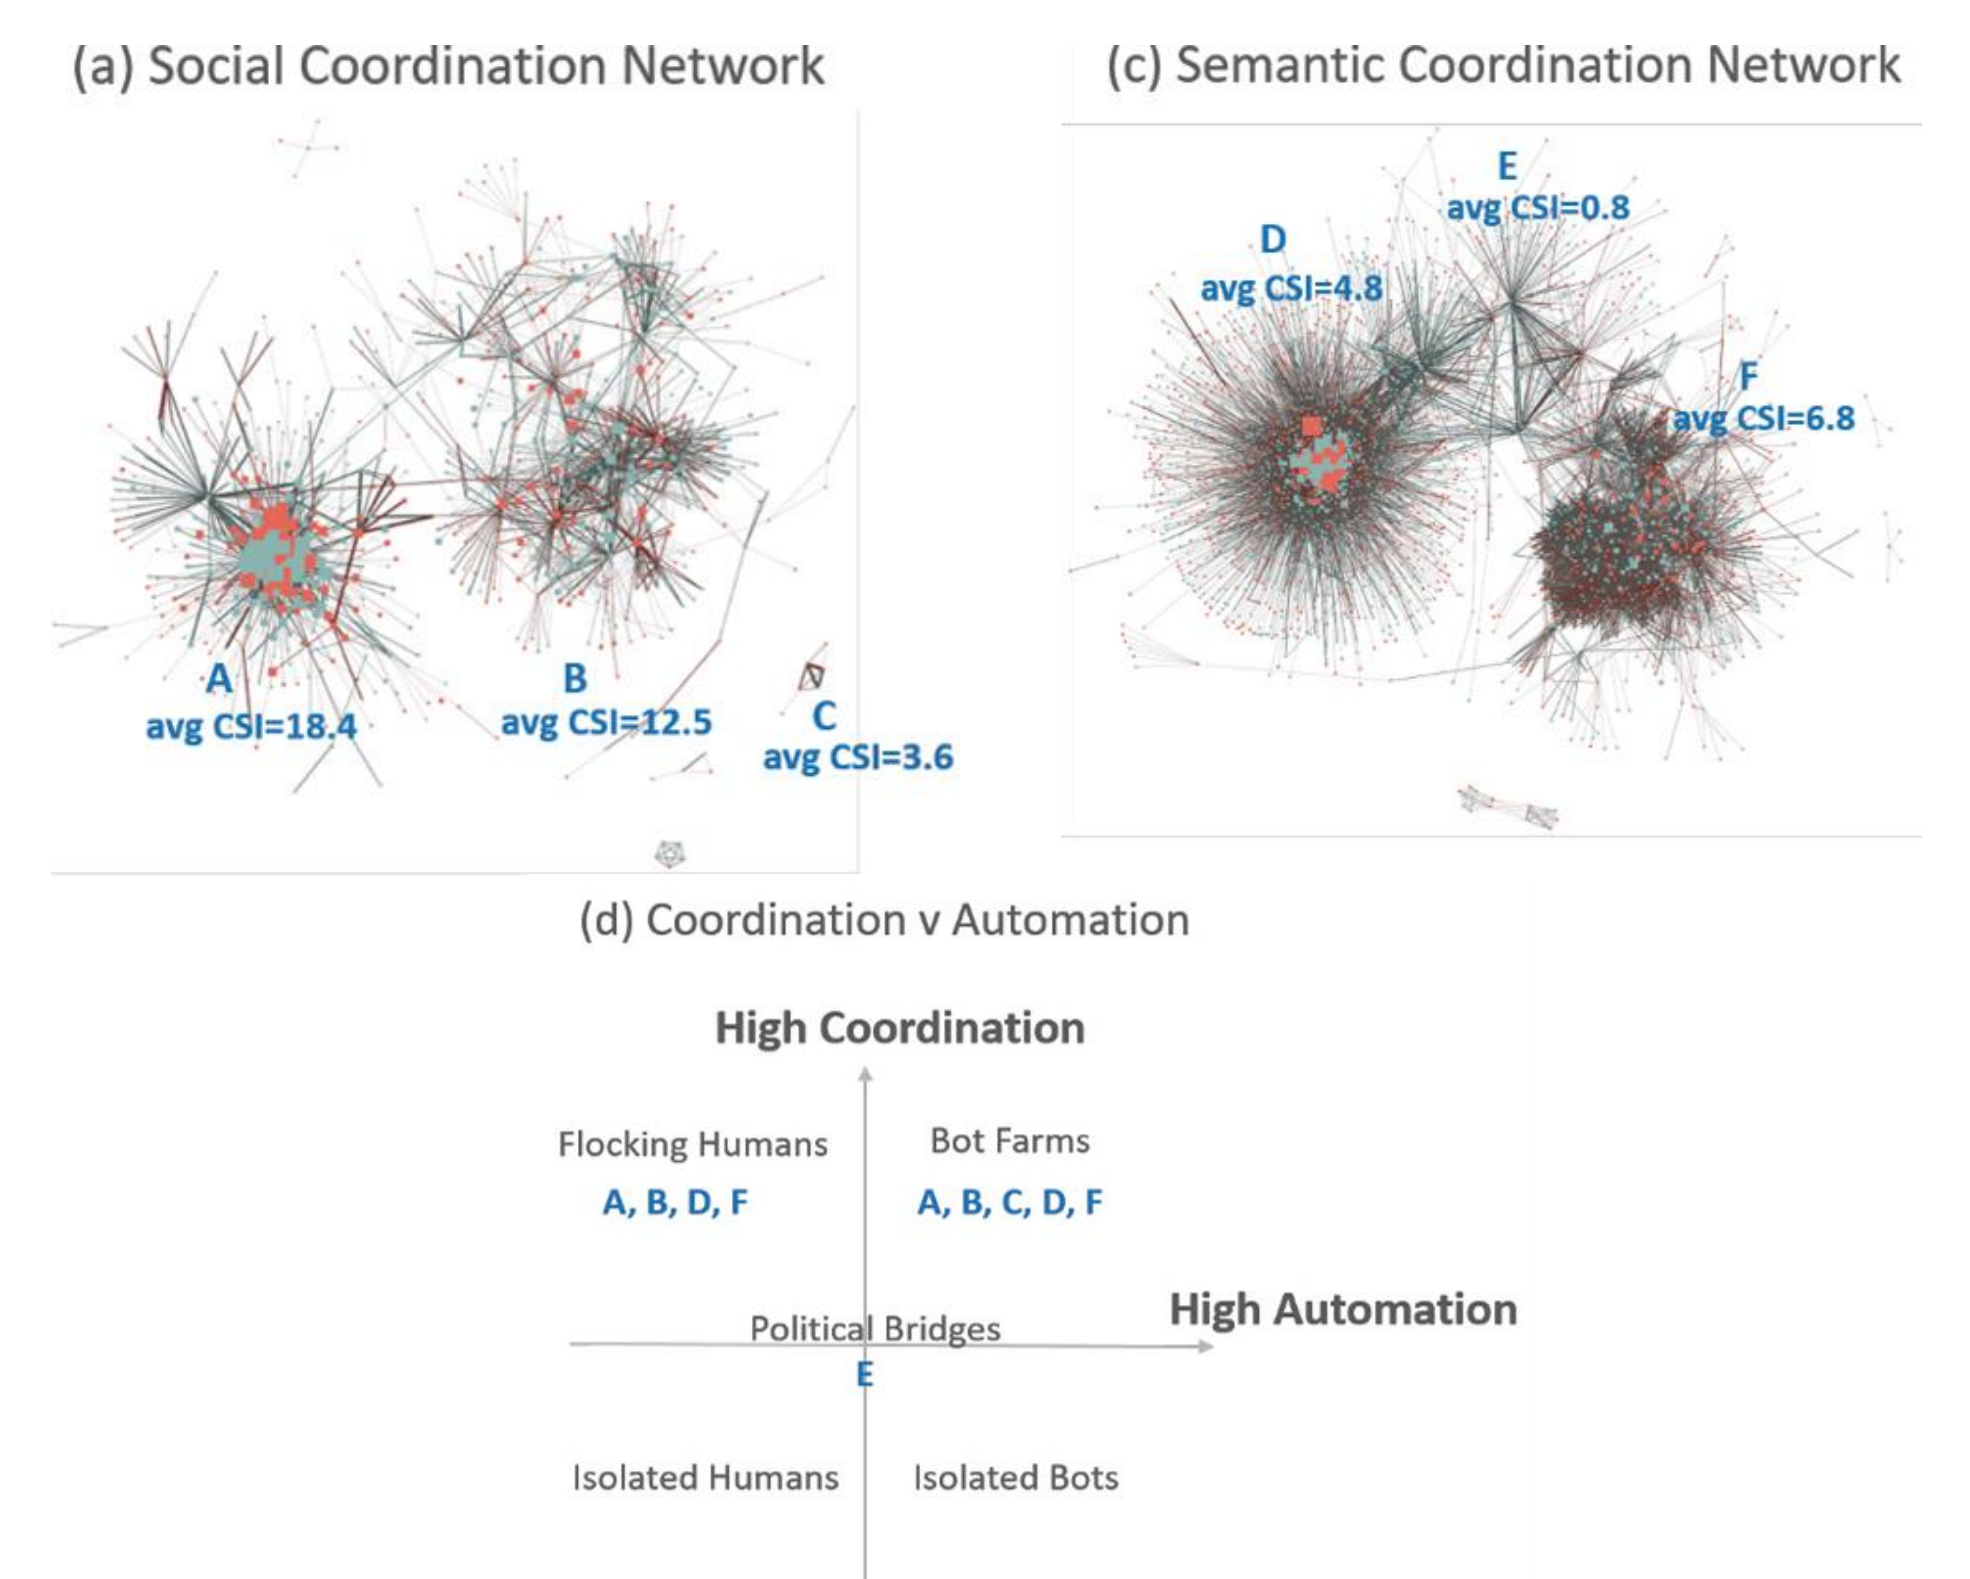 (a) Social Coordination Network
(c) Semantic Coordination Network
A
avg CSI=18.4
B
avg CSI=12.5
C
avg CSI=3.6
D
avg CSI=4.8
E
avg CSI=0.8
F
avg CSI=6.8
(d) Coordination v Automation
High Coordination
Flocking Humans
A, B, D, F
Bot Farms
A, B, C, D, F
High Automation
Political Bridges
E
Isolated Humans
Isolated Bots